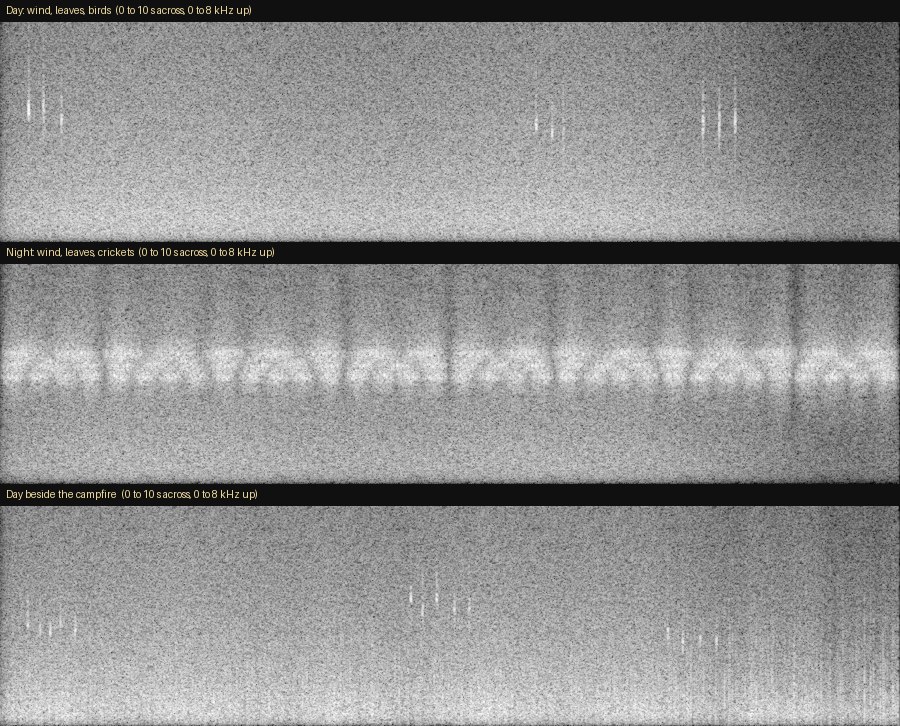 Day: wind, leaves, birds (0 to 10 s across, 0 to 8 kHz up)
Night: wind, leaves, crickets (0 to 10 s across, 0 to 8 kHz up)
Day beside the campfire (0 to 10 s across, 0 to 8 kHz up)